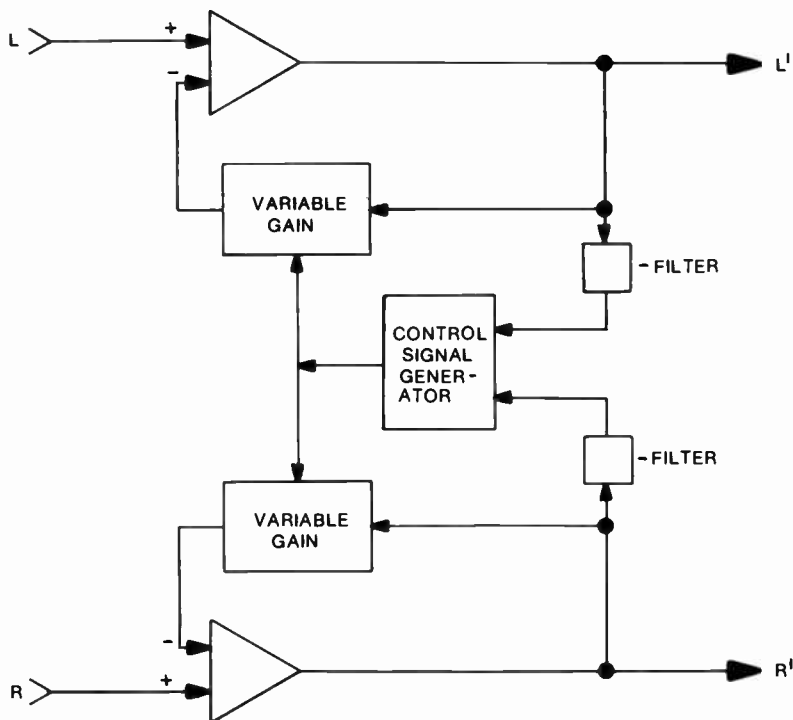 L
+
-
L'
VARIABLE
GAIN
-FILTER
CONTROL
SIGNAL
GENER-
ATOR
-FILTER
VARIABLE
GAIN
-
+
R
R'